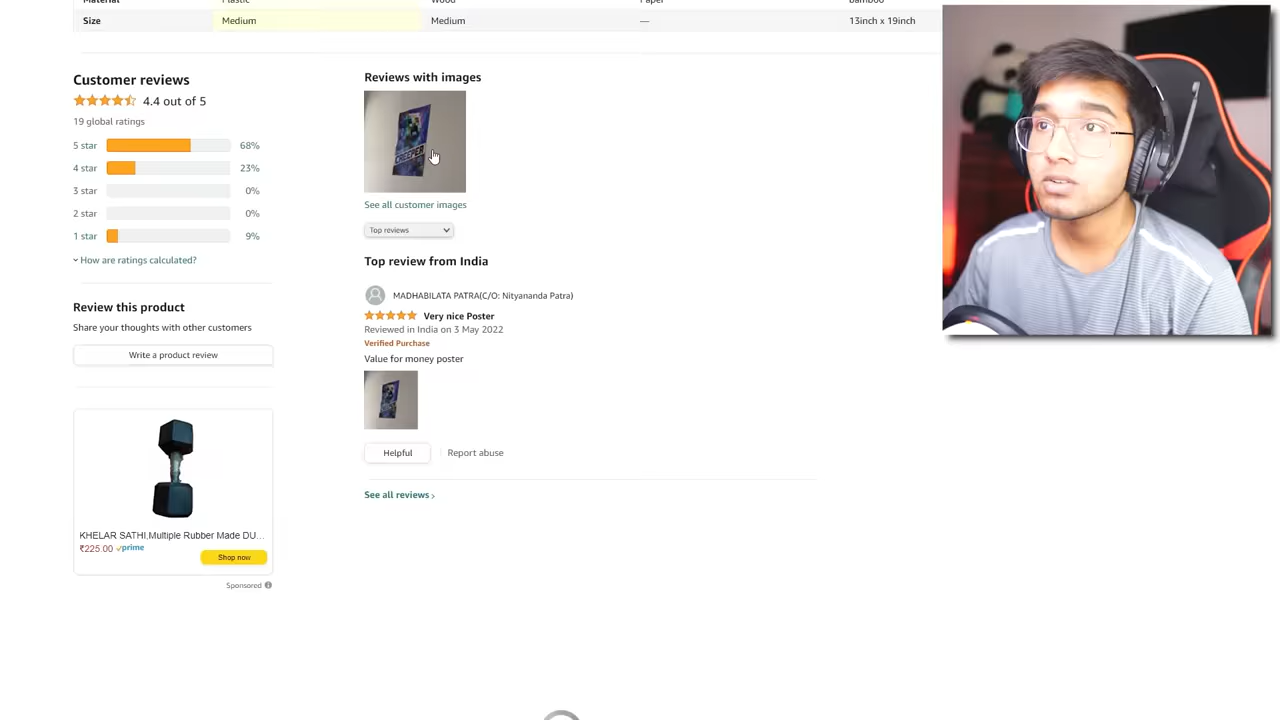 Material Plastic Wood Paper bamboo
Size Medium Medium — 13inch x 19inch
Customer reviews
4.4 out of 5
19 global ratings
5 star 68%
4 star 23%
3 star 0%
2 star 0%
1 star 9%
How are ratings calculated?
Review this product
Share your thoughts with other customers
Write a product review
KHELAR SATHI,Multiple Rubber Made DU...
₹225.00 prime
Shop now
Sponsored
Reviews with images
CREEPER
See all customer images
Top reviews
Top review from India
MADHABILATA PATRA(C/O: Nityananda Patra)
Very nice Poster
Reviewed in India on 3 May 2022
Verified Purchase
Value for money poster
Helpful
Report abuse
See all reviews ›